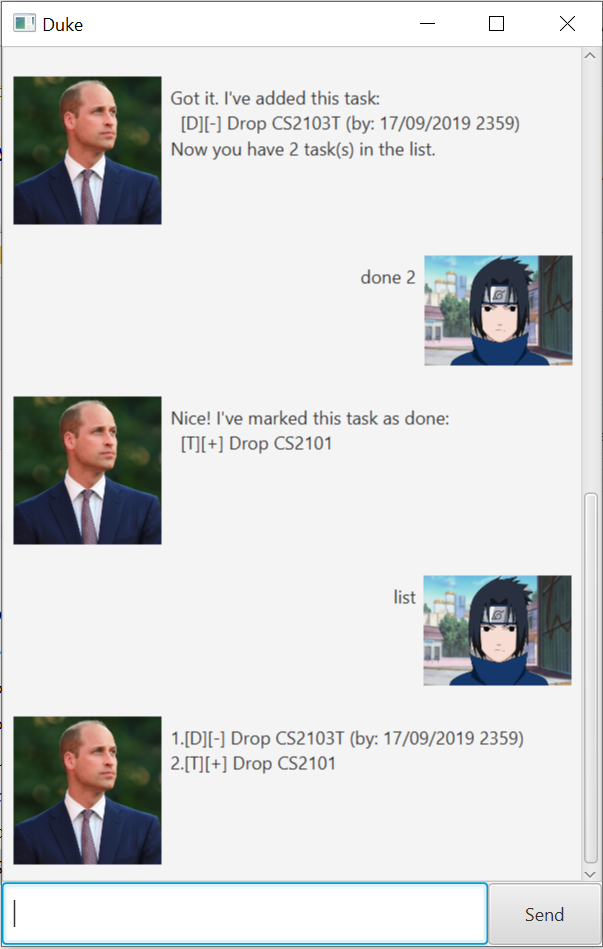 Duke
Got it. I've added this task:
[D][-] Drop CS2103T (by: 17/09/2019 2359)
Now you have 2 task(s) in the list.
done 2
Nice! I've marked this task as done:
[T][+] Drop CS2101
list
1.[D][-] Drop CS2103T (by: 17/09/2019 2359)
2.[T][+] Drop CS2101
Send